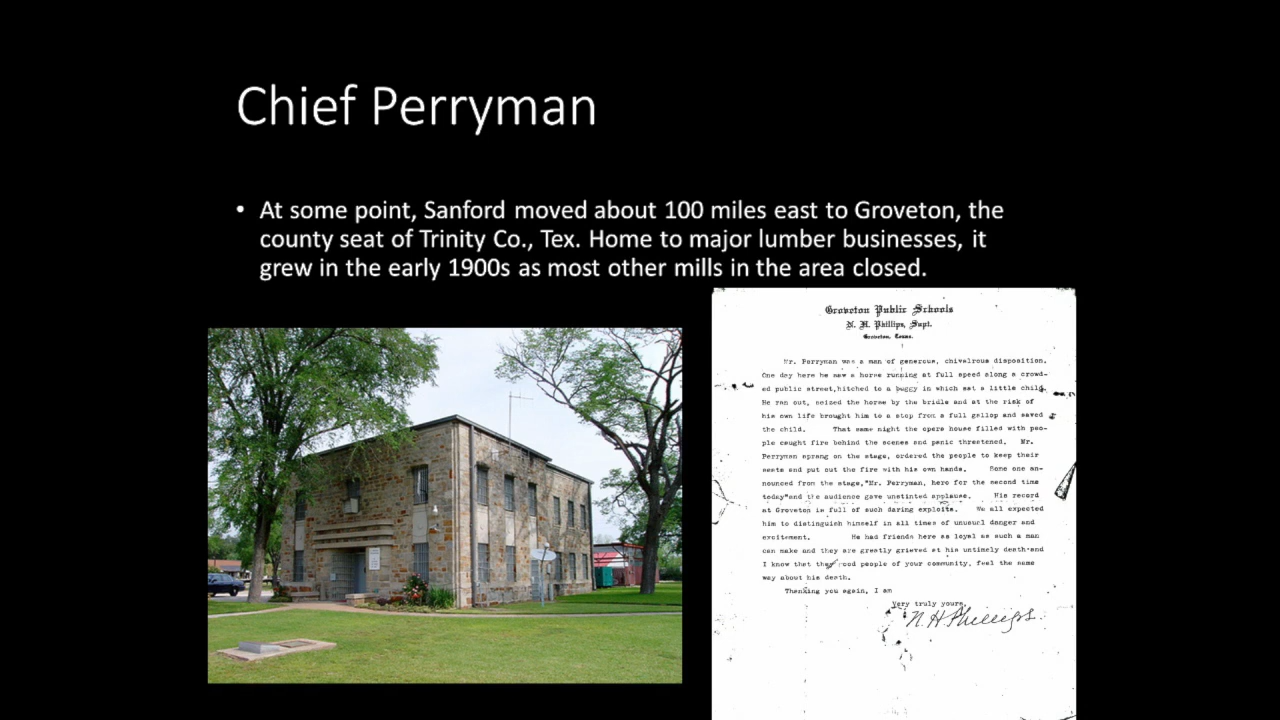 Chief Perryman
• At some point, Sanford moved about 100 miles east to Groveton, the
county seat of Trinity Co., Tex. Home to major lumber businesses, it
grew in the early 1900s as most other mills in the area closed.
Groveton Public Schools
N. H. Phillips, Supt.
Groveton, Texas.
Mr. Perryman was a man of generous, chivalrous disposition.
One day here he saw a horse running at full speed along a crowd-
ed public street,hitched to a buggy in which sat a little child.
He ran out, seized the horse by the bridle and at the risk of
his own life brought him to a stop from a full gallop and saved
the child. That same night the opera house filled with peo-
ple caught fire behind the scenes and panic threatened. Mr.
Perryman sprang on the stage, ordered the people to keep their
seats and put out the fire with his own hands. Some one an-
nounced from the stage,"Mr. Perryman, here for the second time
today"and the audience gave unstinted applause. His record
at Groveton is full of such daring exploits. We all expected
him to distinguish himself in all times of unusual danger and
excitement. He had friends here as loyal as such a man
can make and they are greatly grieved at his untimely death and
I know that the good people of your community, feel the same
way about his death.
Thanking you again, I am
Very truly yours,
N. H. Phillips.